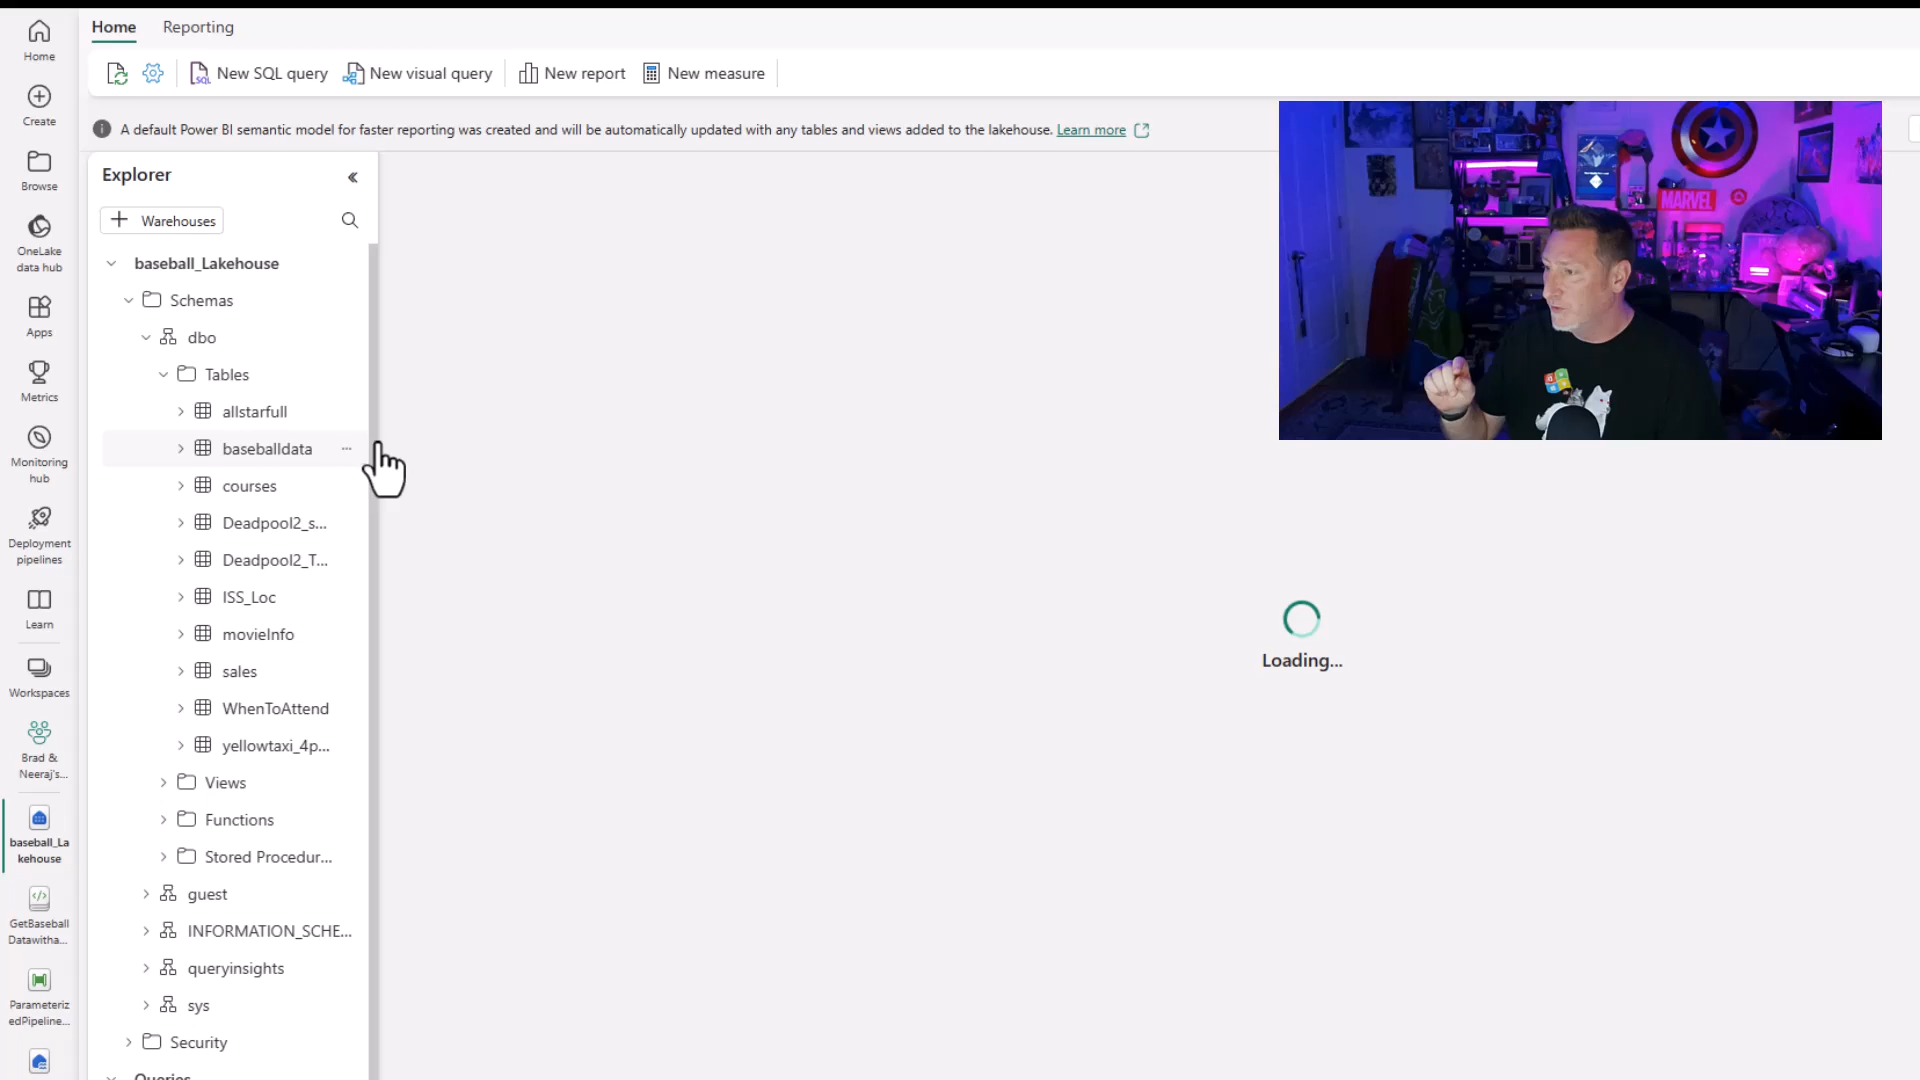 Home
Reporting
New SQL query
New visual query
New report
New measure
A default Power BI semantic model for faster reporting was created and will be automatically updated with any tables and views added to the lakehouse. Learn more
Home
Create
Browse
OneLake
data hub
Apps
Metrics
Monitoring
hub
Deployment
pipelines
Learn
Workspaces
Brad &
Neeraj's...
baseball_La
kehouse
GetBaseball
Datawitha...
Parameteriz
edPipeline...
Explorer
Warehouses
baseball_Lakehouse
Schemas
dbo
Tables
allstarfull
baseballdata
courses
Deadpool2_s...
Deadpool2_T...
ISS_Loc
movieInfo
sales
WhenToAttend
yellowtaxi_4p...
Views
Functions
Stored Procedur...
guest
INFORMATION_SCHE...
queryinsights
sys
Security
Queries
Loading...
MARVEL